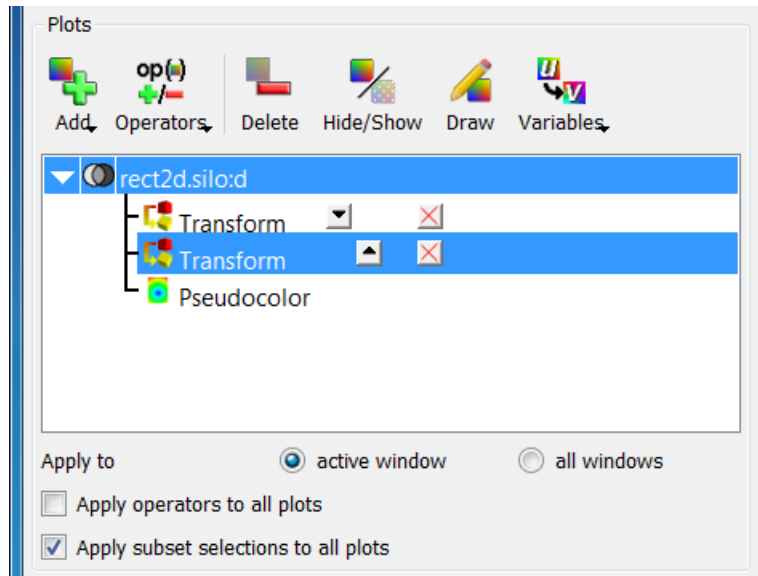 Plots
op( )
+/-
Add Operators Delete Hide/Show Draw Variables
u
v
rect2d.silo:d
Transform
Transform
Pseudocolor
Apply to active window all windows
Apply operators to all plots
Apply subset selections to all plots